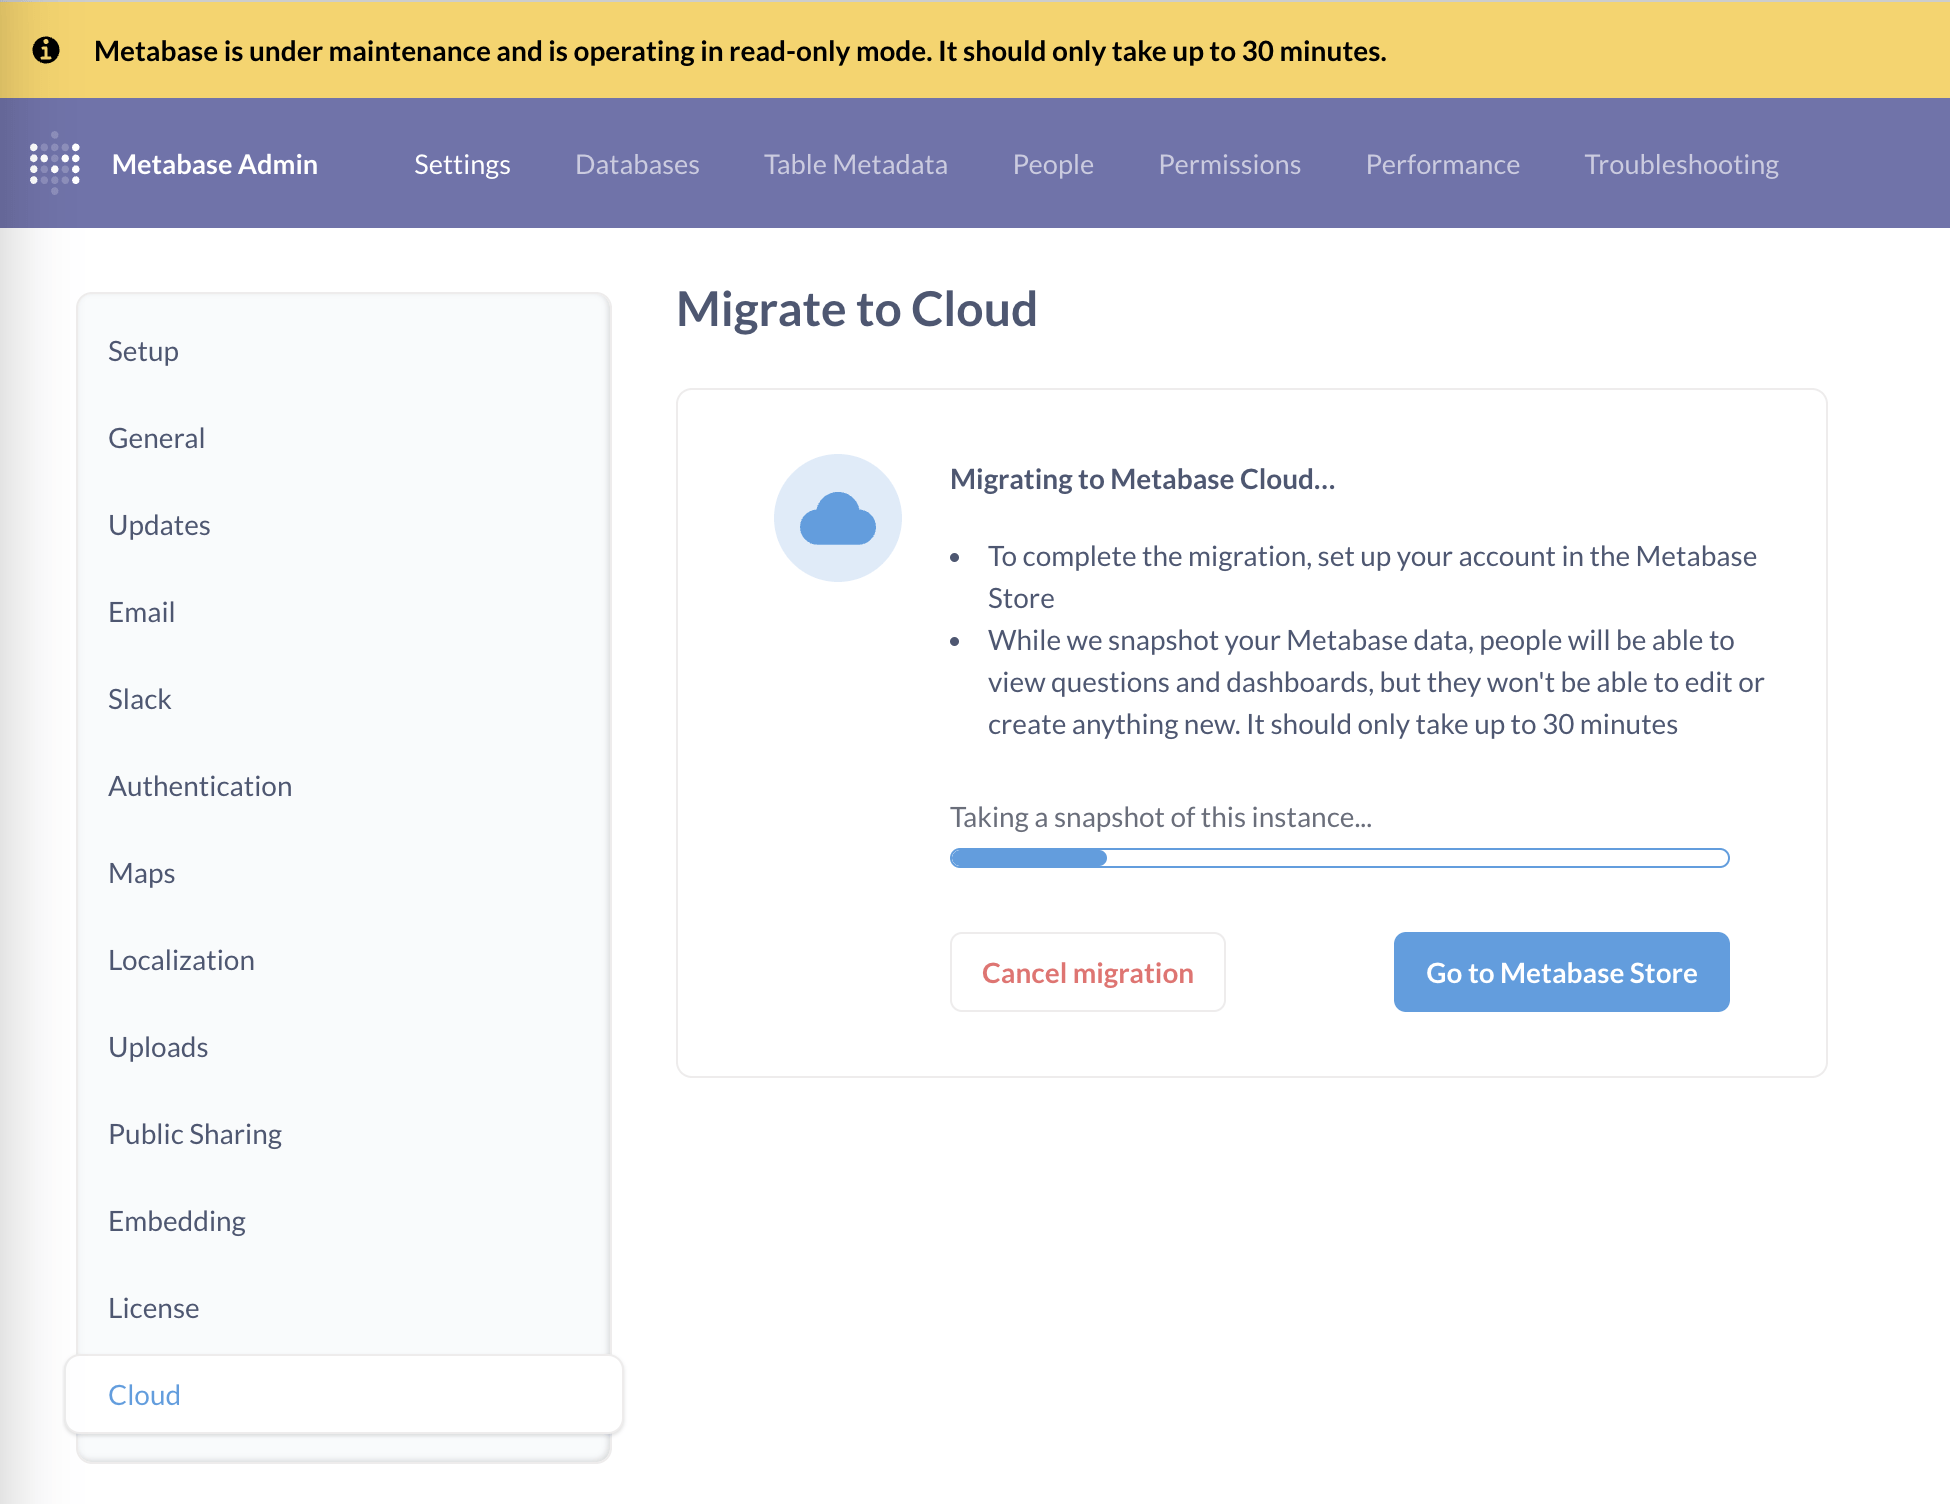 Metabase is under maintenance and is operating in read-only mode. It should only take up to 30 minutes.
Metabase Admin Settings Databases Table Metadata People Permissions Performance Troubleshooting
Setup
General
Updates
Email
Slack
Authentication
Maps
Localization
Uploads
Public Sharing
Embedding
License
Cloud
Migrate to Cloud
Migrating to Metabase Cloud...
• To complete the migration, set up your account in the Metabase
Store
• While we snapshot your Metabase data, people will be able to
view questions and dashboards, but they won't be able to edit or
create anything new. It should only take up to 30 minutes
Taking a snapshot of this instance...
Cancel migration Go to Metabase Store